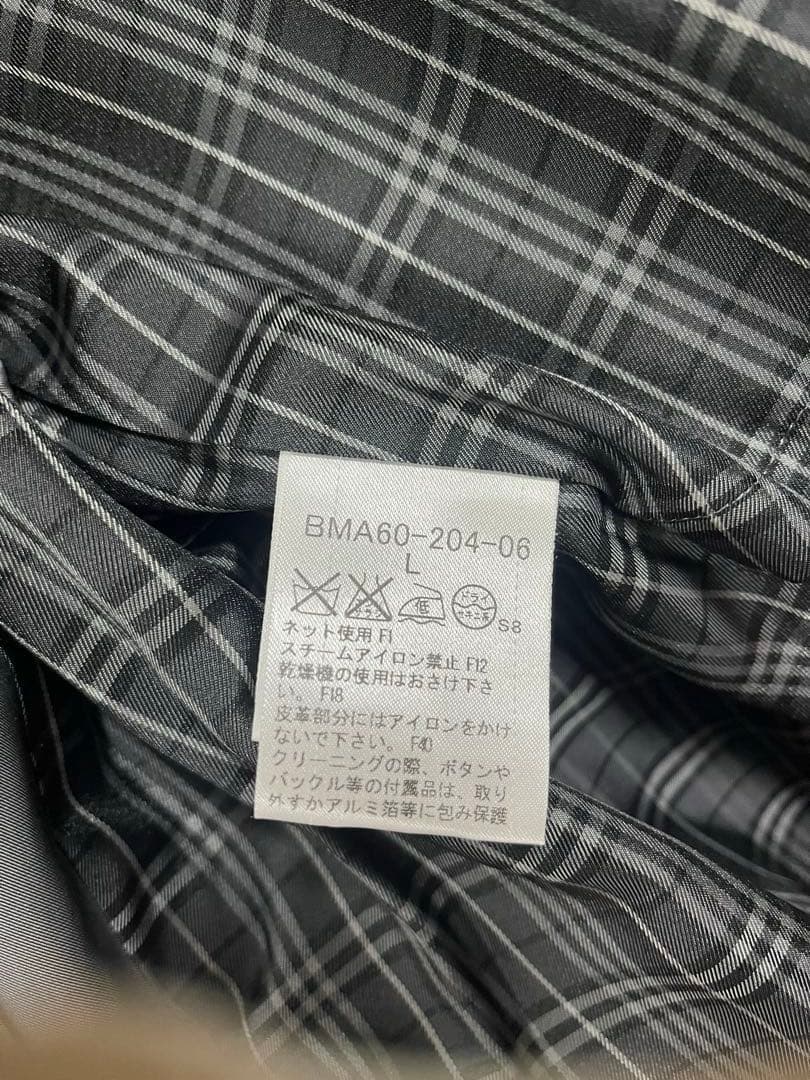 BMA60-204-06
L
低 ドライ S8
ネット使用 F1
スチームアイロン禁止 F12
乾燥機の使用はおさけ下さ
い。 F18
皮革部分にはアイロンをかけ
ないで下さい。 F40
クリーニングの際、ボタンや
バックル等の付属品は、取り
外すかアルミ箔等に包み保護